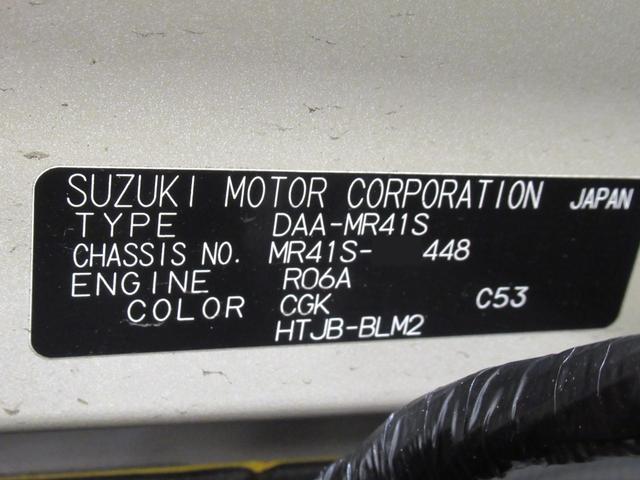 SUZUKI MOTOR CORPORATION JAPAN
TYPE DAA-MR41S
CHASSIS NO. MR41S- 448
ENGINE R06A
COLOR CGK C53
HTJB-BLM2